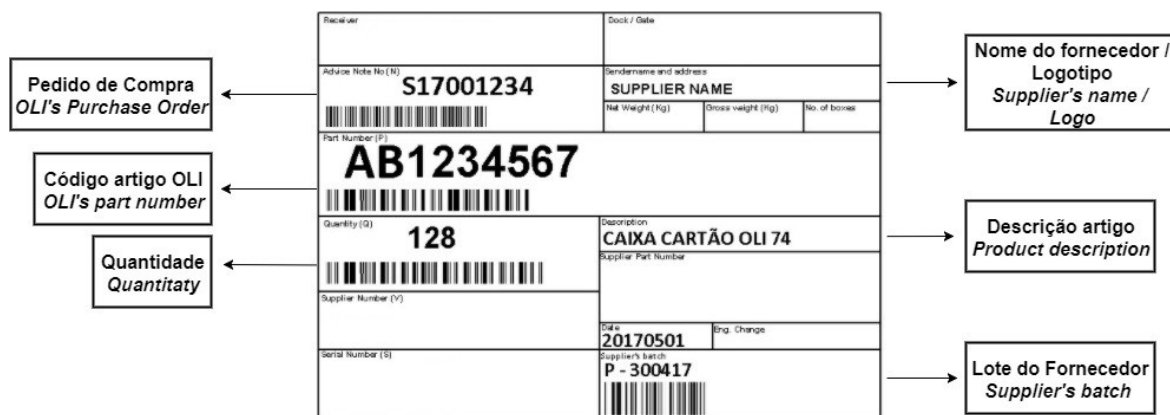 Receiver
Dock / Gate
Pedido de Compra
OLI's Purchase Order
Advice Note No (N)
S17001234
Sendername and address
SUPPLIER NAME
Net Weight (Kg)
Gross weight (Kg)
No. of boxes
Nome do fornecedor /
Logotipo
Supplier's name /
Logo
Código artigo OLI
OLI's part number
Part Number (P)
AB1234567
Quantidade
Quantitaty
Quantity (Q)
128
Description
CAIXA CARTÃO OLI 74
Descrição artigo
Product description
Supplier Part Number
Supplier Number (V)
Date
20170501
Eng. Change
Serial Number (S)
Supplier's batch
P - 300417
Lote do Fornecedor
Supplier's batch